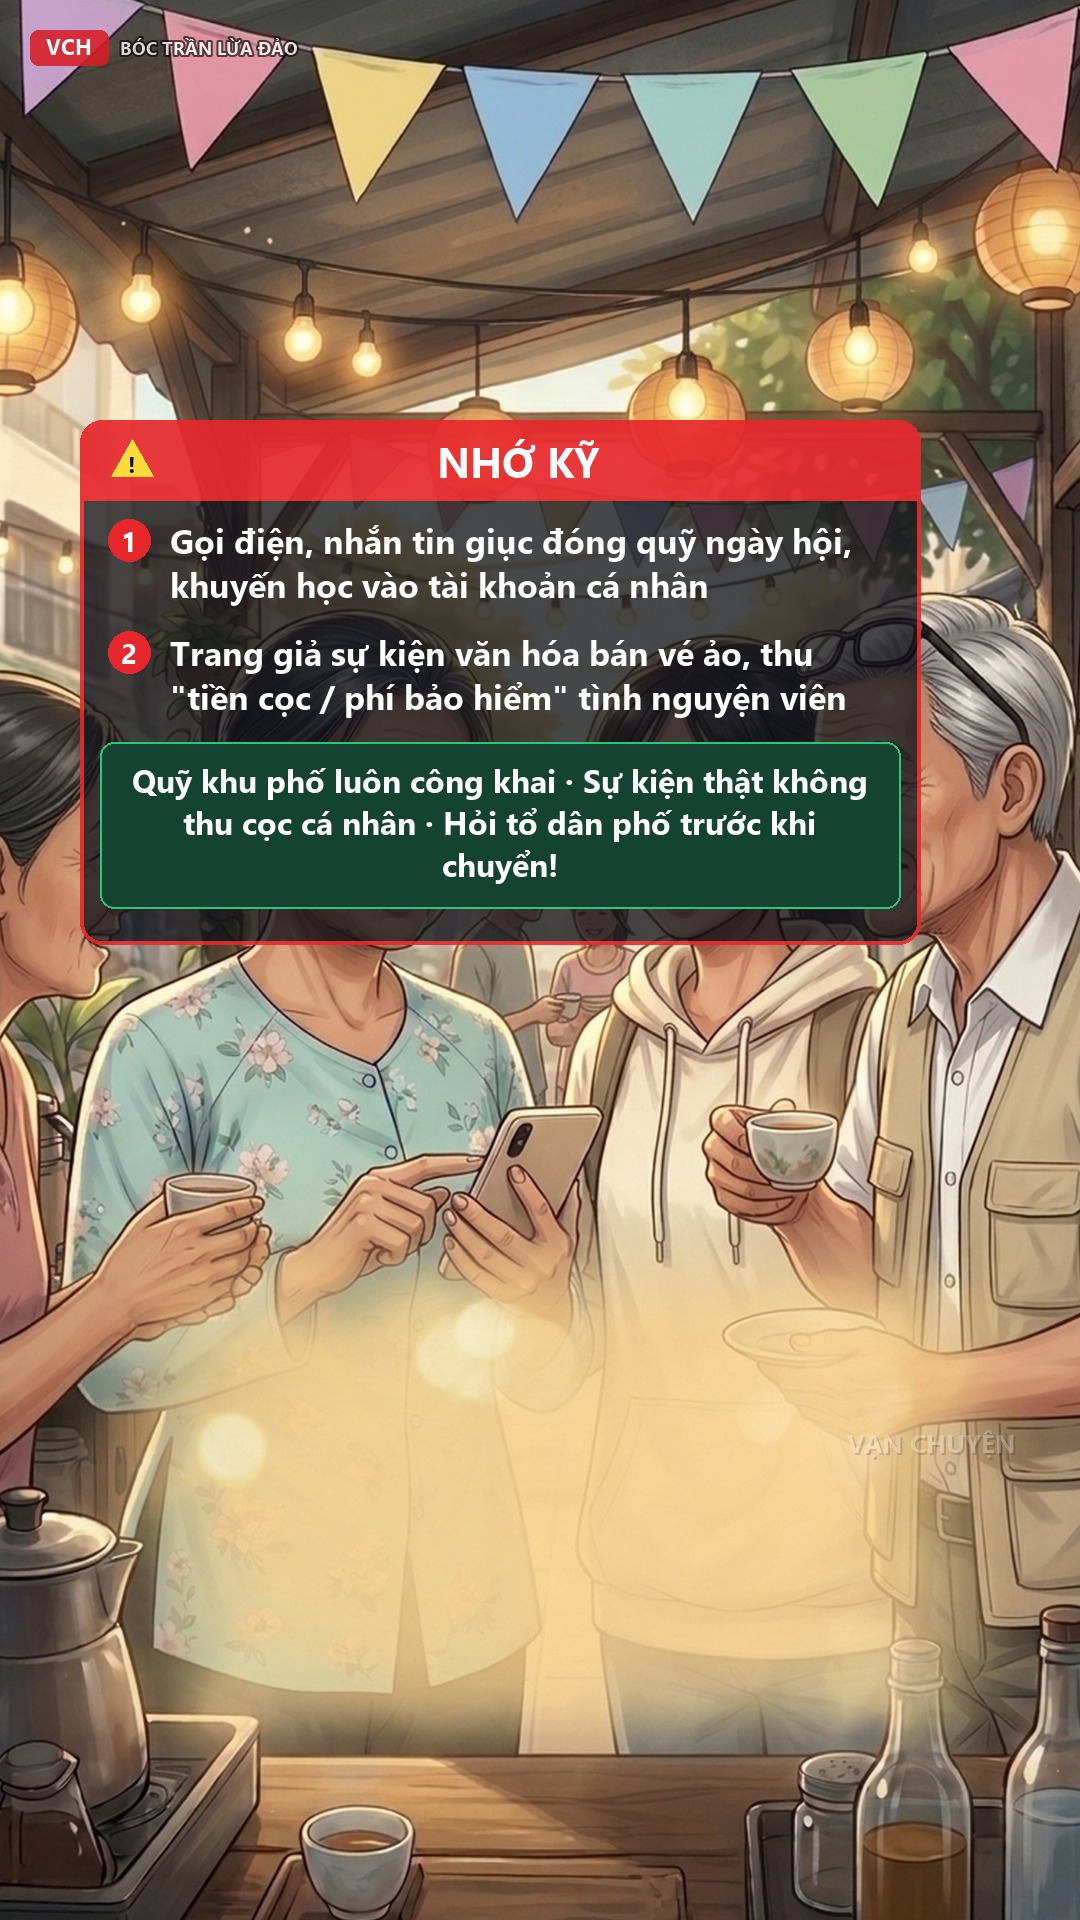 VCH BÓC TRẦN LỪA ĐẢO
! NHỚ KỸ
1 Gọi điện, nhắn tin giục đóng quỹ ngày hội,
khuyến học vào tài khoản cá nhân
2 Trang giả sự kiện văn hóa bán vé ảo, thu
"tiền cọc / phí bảo hiểm" tình nguyện viên
Quỹ khu phố luôn công khai · Sự kiện thật không
thu cọc cá nhân · Hỏi tổ dân phố trước khi
chuyển!
VẠN CHUYỆN